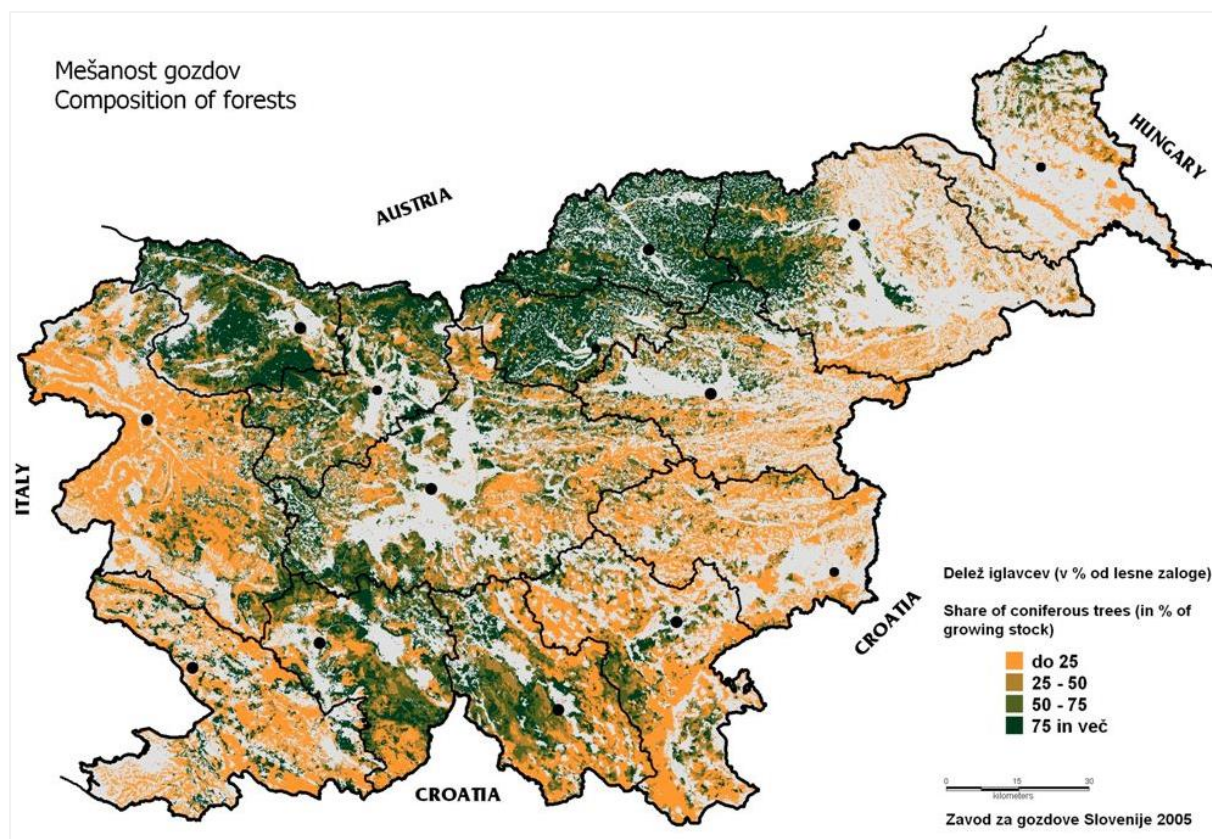 Mešanost gozdov
Composition of forests
HUNGARY
AUSTRIA
ITALY
Delež iglavcev (v % od lesne zaloge)
CROATIA
Share of coniferous trees (in % of
growing stock)
do 25
25 - 50
50 - 75
75 in več
CROATIA
0 15 30
kilometers
Zavod za gozdove Slovenije 2005